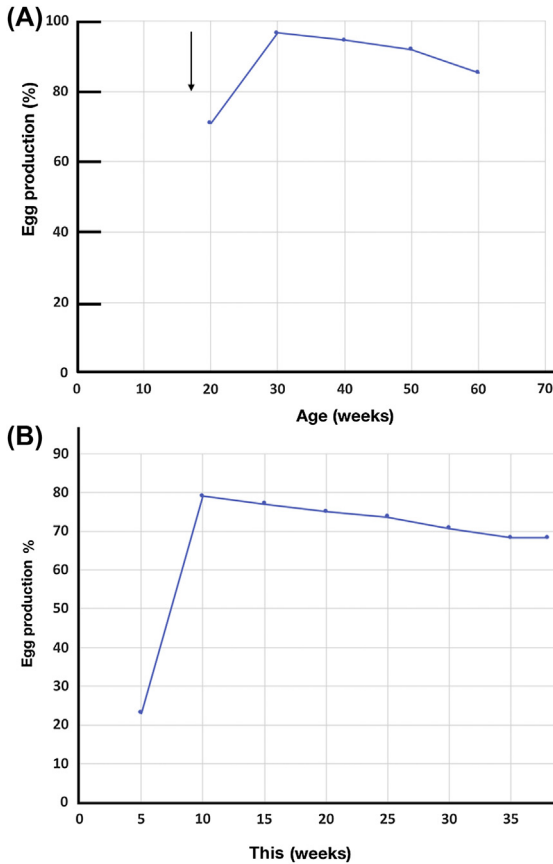 (A)
Egg production (%)
100
80
60
40
20
0
0 10 20 30 40 50 60 70
Age (weeks)
(B)
Egg production %
90
80
70
60
50
40
30
20
10
0
0 5 10 15 20 25 30 35
This (weeks)